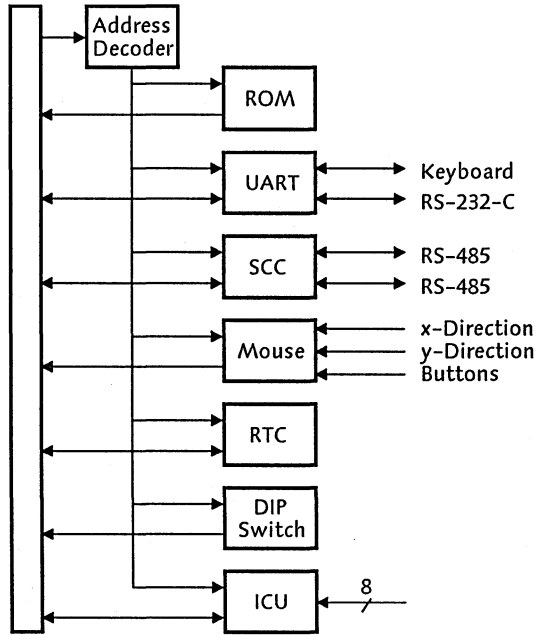 Address
Decoder
ROM
UART
Keyboard
RS-232-C
SCC
RS-485
RS-485
Mouse
x-Direction
y-Direction
Buttons
RTC
DIP
Switch
ICU
8